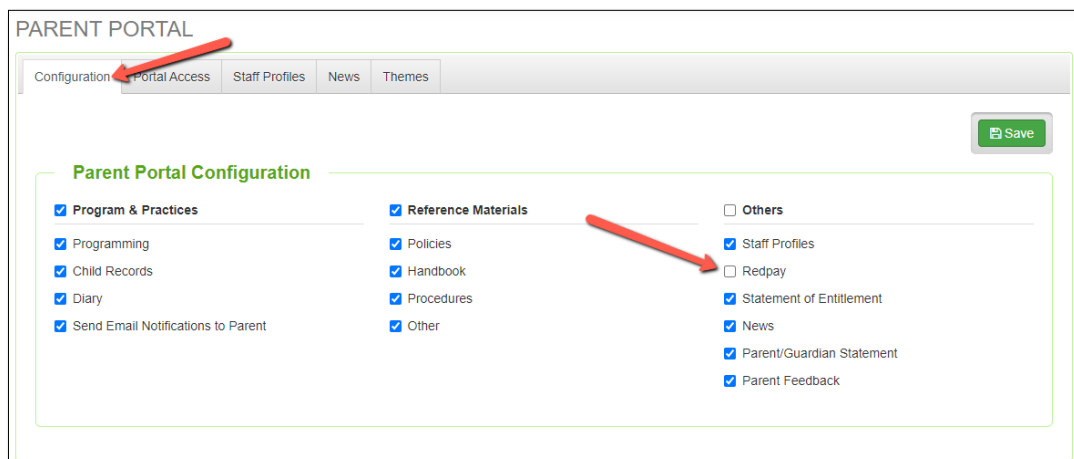 PARENT PORTAL
Configuration Portal Access Staff Profiles News Themes
Save
Parent Portal Configuration
Program & Practices
Programming
Child Records
Diary
Send Email Notifications to Parent
Reference Materials
Policies
Handbook
Procedures
Other
Others
Staff Profiles
Redpay
Statement of Entitlement
News
Parent/Guardian Statement
Parent Feedback